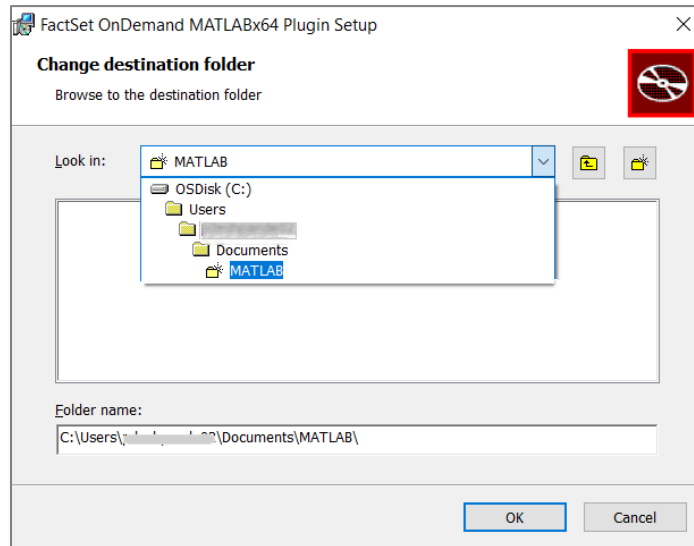 FactSet OnDemand MATLABx64 Plugin Setup
Change destination folder
Browse to the destination folder
Look in:
MATLAB
OSDisk (C:)
Users
Documents
MATLAB
Folder name:
C:\Users\ \Documents\MATLAB\
OK Cancel